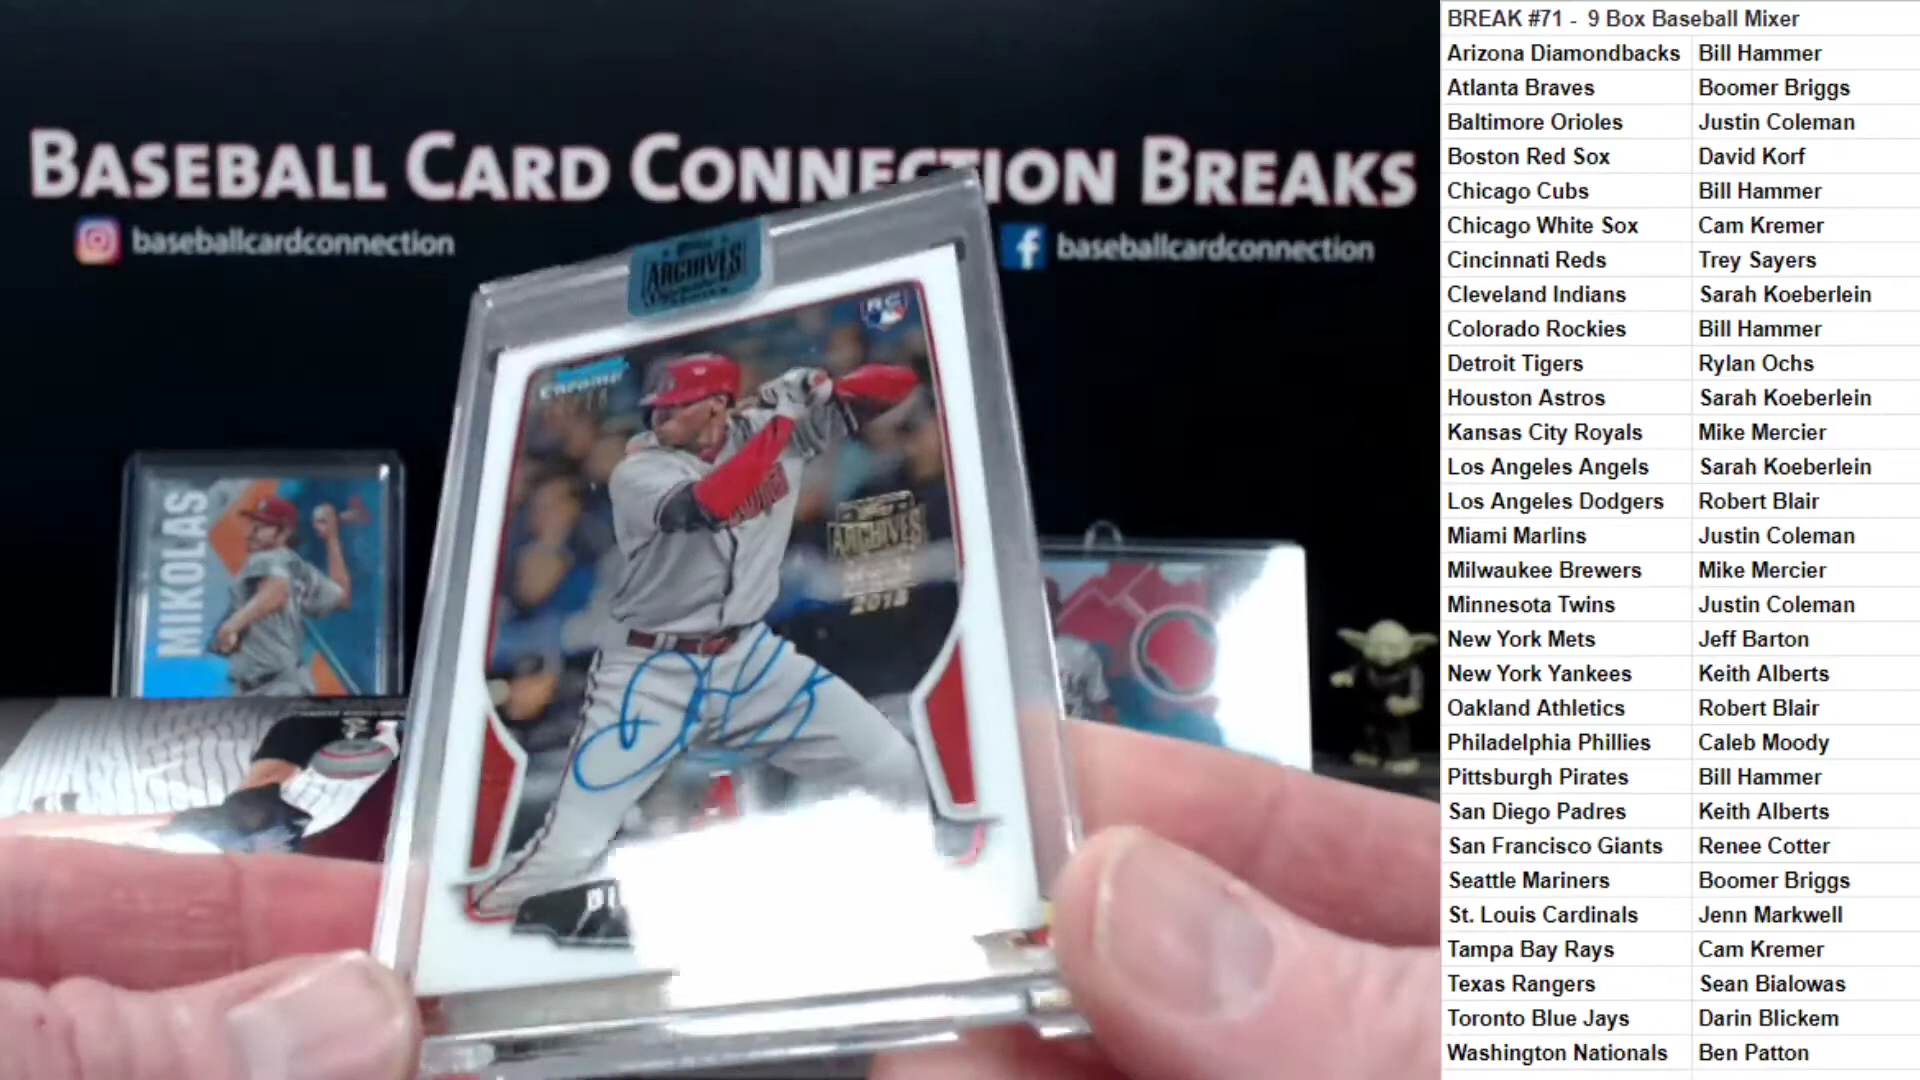 BASEBALL CARD CONNECTION BREAKS
baseballcardconnection
baseballcardconnection
ARCHIVES
RC
Chrome
ARCHIVES
MIKOLAS
BREAK #71 - 9 Box Baseball Mixer
Arizona Diamondbacks Bill Hammer
Atlanta Braves Boomer Briggs
Baltimore Orioles Justin Coleman
Boston Red Sox David Korf
Chicago Cubs Bill Hammer
Chicago White Sox Cam Kremer
Cincinnati Reds Trey Sayers
Cleveland Indians Sarah Koeberlein
Colorado Rockies Bill Hammer
Detroit Tigers Rylan Ochs
Houston Astros Sarah Koeberlein
Kansas City Royals Mike Mercier
Los Angeles Angels Sarah Koeberlein
Los Angeles Dodgers Robert Blair
Miami Marlins Justin Coleman
Milwaukee Brewers Mike Mercier
Minnesota Twins Justin Coleman
New York Mets Jeff Barton
New York Yankees Keith Alberts
Oakland Athletics Robert Blair
Philadelphia Phillies Caleb Moody
Pittsburgh Pirates Bill Hammer
San Diego Padres Keith Alberts
San Francisco Giants Renee Cotter
Seattle Mariners Boomer Briggs
St. Louis Cardinals Jenn Markwell
Tampa Bay Rays Cam Kremer
Texas Rangers Sean Bialowas
Toronto Blue Jays Darin Blickem
Washington Nationals Ben Patton